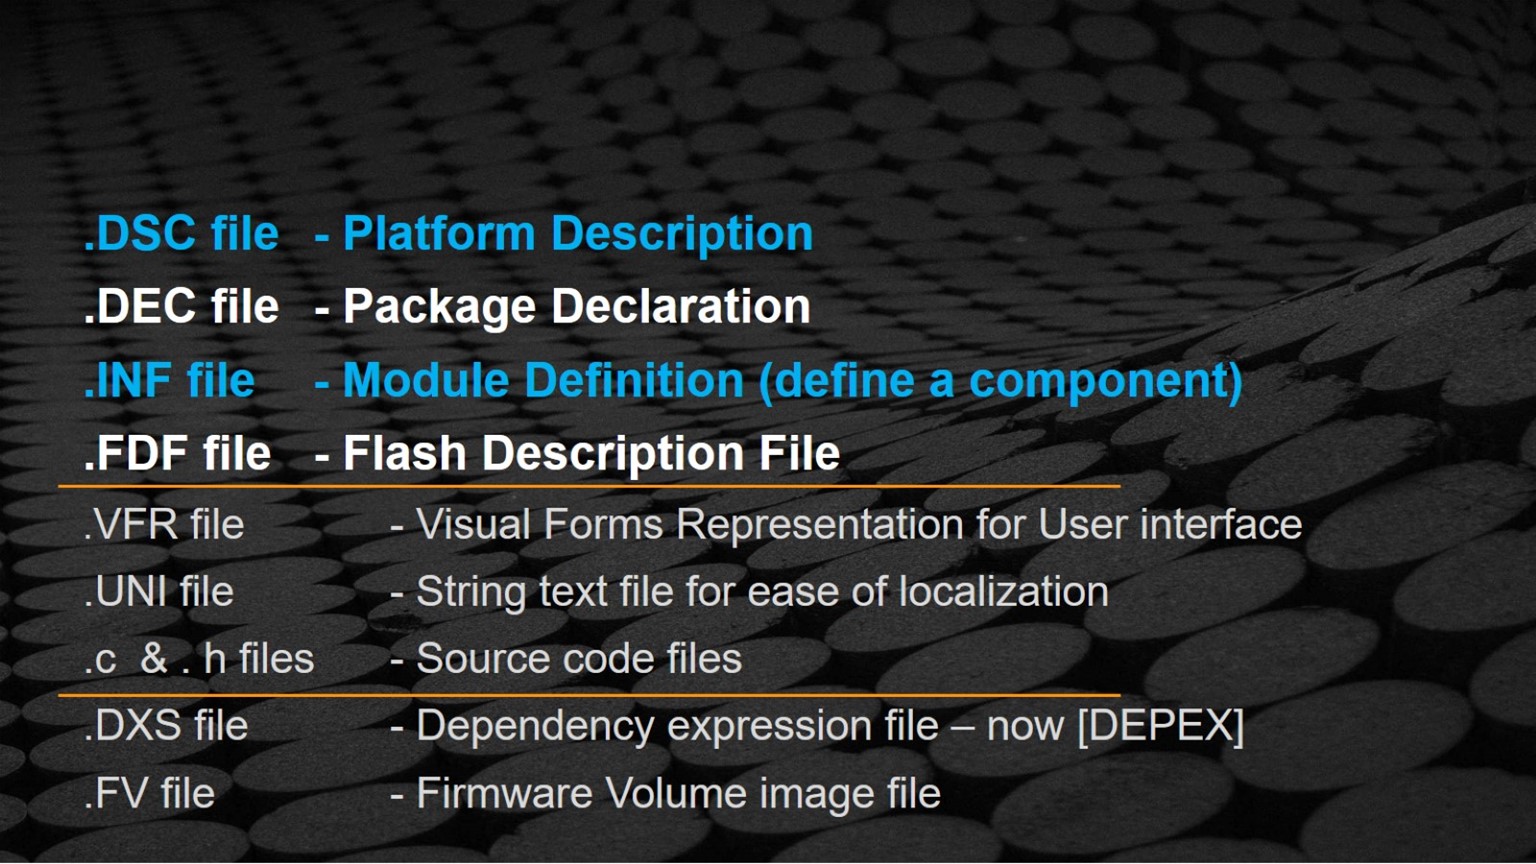 .DSC file - Platform Description
.DEC file - Package Declaration
.INF file - Module Definition (define a component)
.FDF file - Flash Description File
.VFR file - Visual Forms Representation for User interface
.UNI file - String text file for ease of localization
.c & . h files - Source code files
.DXS file - Dependency expression file – now [DEPEX]
.FV file - Firmware Volume image file